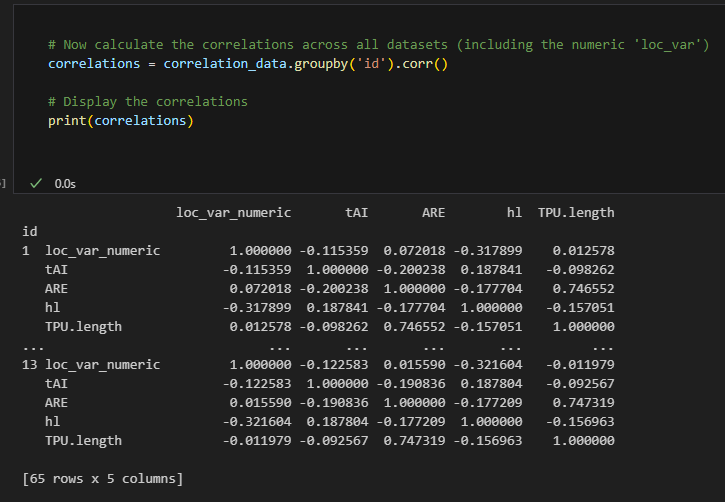 # Now calculate the correlations across all datasets (including the numeric 'loc_var')
correlations = correlation_data.groupby('id').corr()
# Display the correlations
print(correlations)
]
✓ 0.0s
loc_var_numeric tAI ARE hl TPU.length
id
1 loc_var_numeric 1.000000 -0.115359 0.072018 -0.317899 0.012578
tAI -0.115359 1.000000 -0.200238 0.187841 -0.098262
ARE 0.072018 -0.200238 1.000000 -0.177704 0.746552
hl -0.317899 0.187841 -0.177704 1.000000 -0.157051
TPU.length 0.012578 -0.098262 0.746552 -0.157051 1.000000
... ... ... ... ... ...
13 loc_var_numeric 1.000000 -0.122583 0.015590 -0.321604 -0.011979
tAI -0.122583 1.000000 -0.190836 0.187804 -0.092567
ARE 0.015590 -0.190836 1.000000 -0.177209 0.747319
hl -0.321604 0.187804 -0.177209 1.000000 -0.156963
TPU.length -0.011979 -0.092567 0.747319 -0.156963 1.000000
[65 rows x 5 columns]